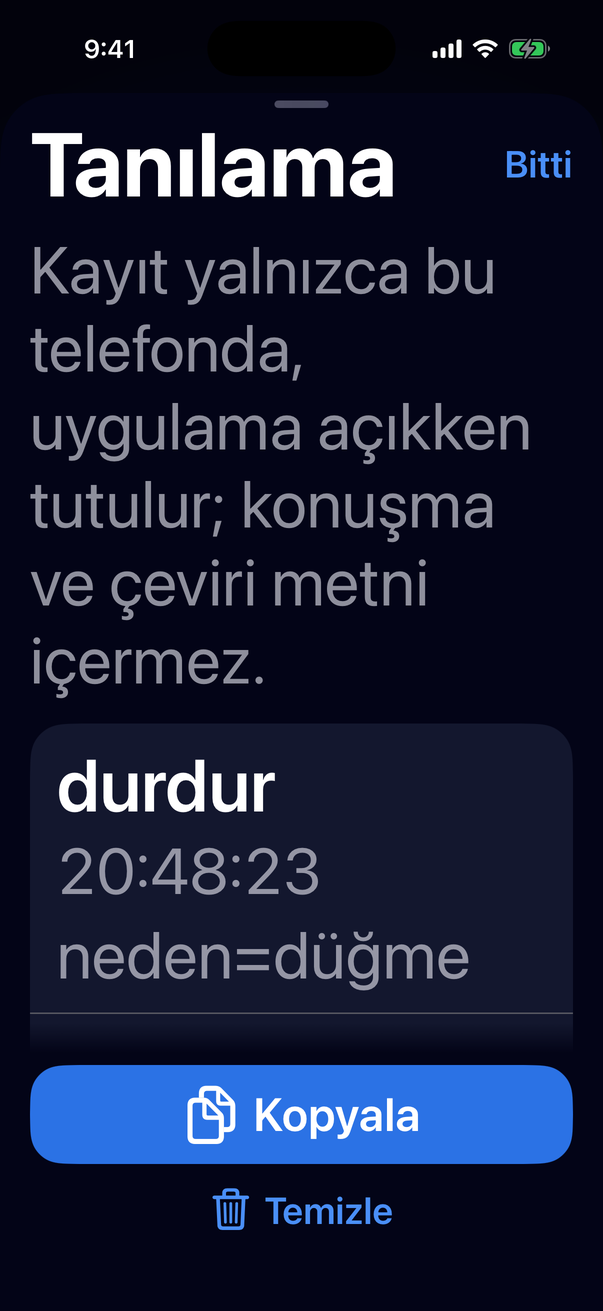 9:41
Tanılama
Bitti
Kayıt yalnızca bu
telefonda,
uygulama açıkken
tutulur; konuşma
ve çeviri metni
içermez.
durdur
20:48:23
neden=düğme
Kopyala
Temizle